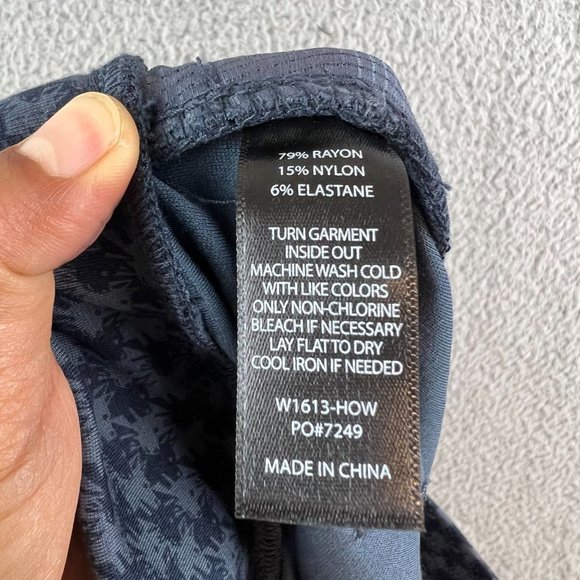 79% RAYON
15% NYLON
6% ELASTANE
TURN GARMENT
INSIDE OUT
MACHINE WASH COLD
WITH LIKE COLORS
ONLY NON-CHLORINE
BLEACH IF NECESSARY
LAY FLAT TO DRY
COOL IRON IF NEEDED
W1613-HOW
PO#7249
MADE IN CHINA